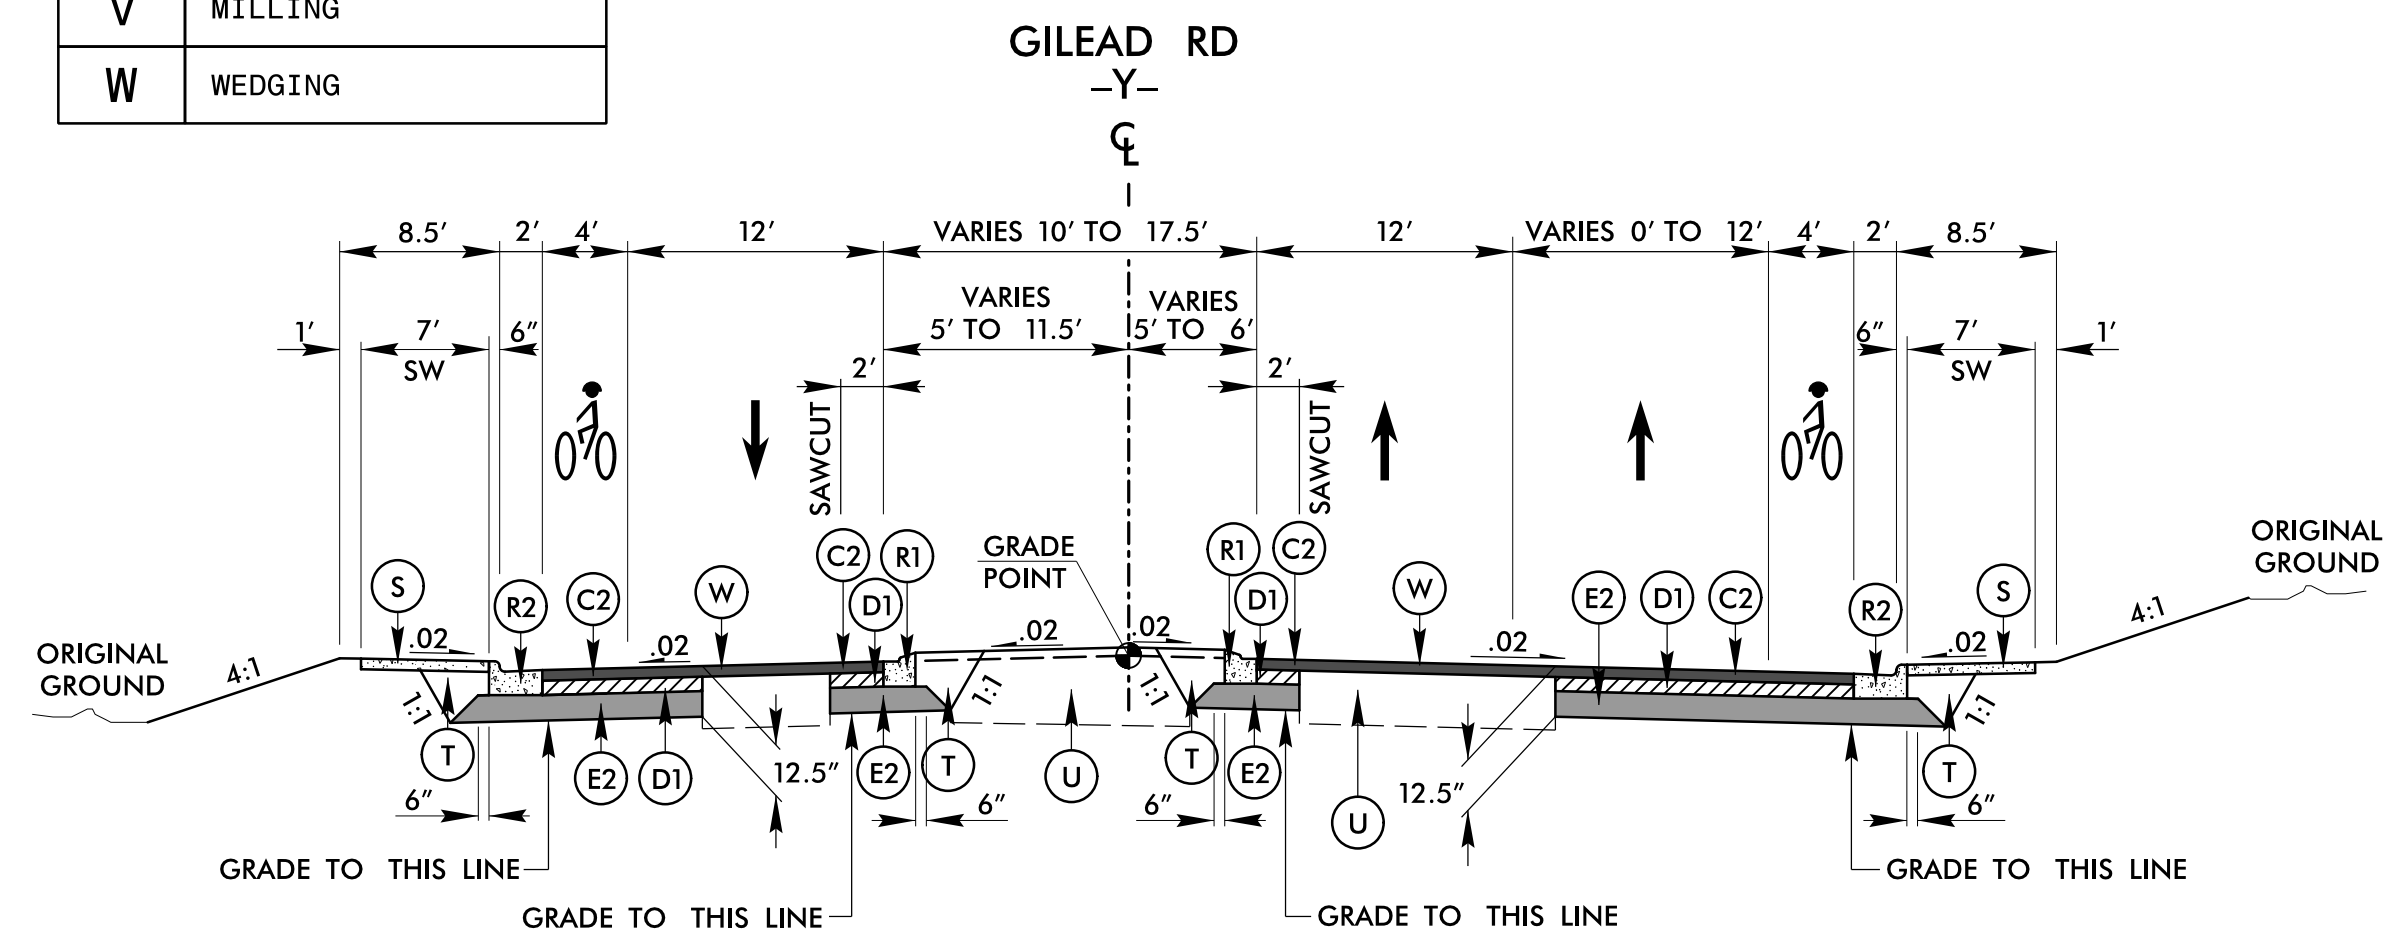 V MILLING
W WEDGING
GILEAD RD
-Y-
℄
8.5' 2' 4' 12' VARIES 10' TO 17.5' 12' VARIES 0' TO 12' 4' 2' 8.5'
VARIES VARIES
1' 7' 6" 5' TO 11.5' 5' TO 6' 6" 7' 1'
SW SW
2' 2'
SAWCUT SAWCUT
ORIGINAL
GROUND
GRADE
POINT
C2 R1 R1 C2
S R2 C2 W D1 D1 W E2 D1 C2 R2 S
.02 .02 .02 .02 .02 .02
ORIGINAL
GROUND
4:1 4:1
1:1 1:1 1:1 1:1
T E2 D1 12.5" E2 T U T E2 12.5" U T
6" 6" 6" 6"
GRADE TO THIS LINE GRADE TO THIS LINE
GRADE TO THIS LINE GRADE TO THIS LINE